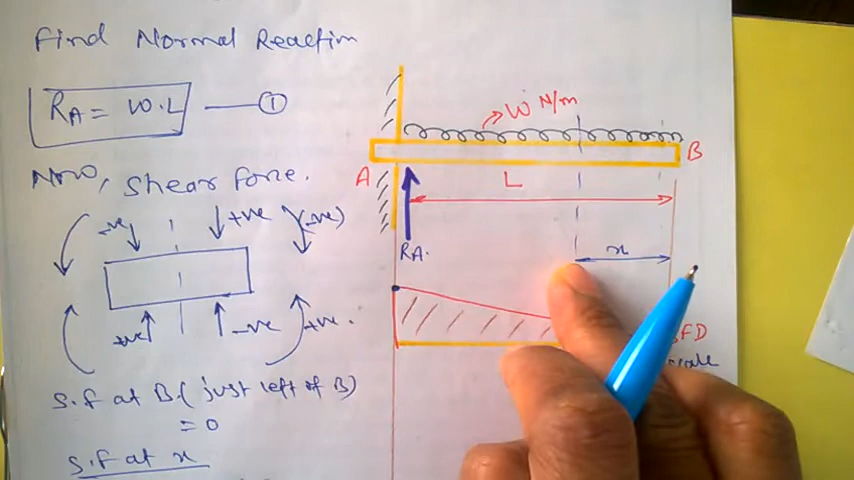 Find Normal Reaction
RA = W.L — ①
Now, Shear force.
-ve +ve (-ve)
+ve -ve +ve.
S.F at B. (just left of B)
= 0
S.F at x
W N/m
A B
L
RA.
x
SFD
scale